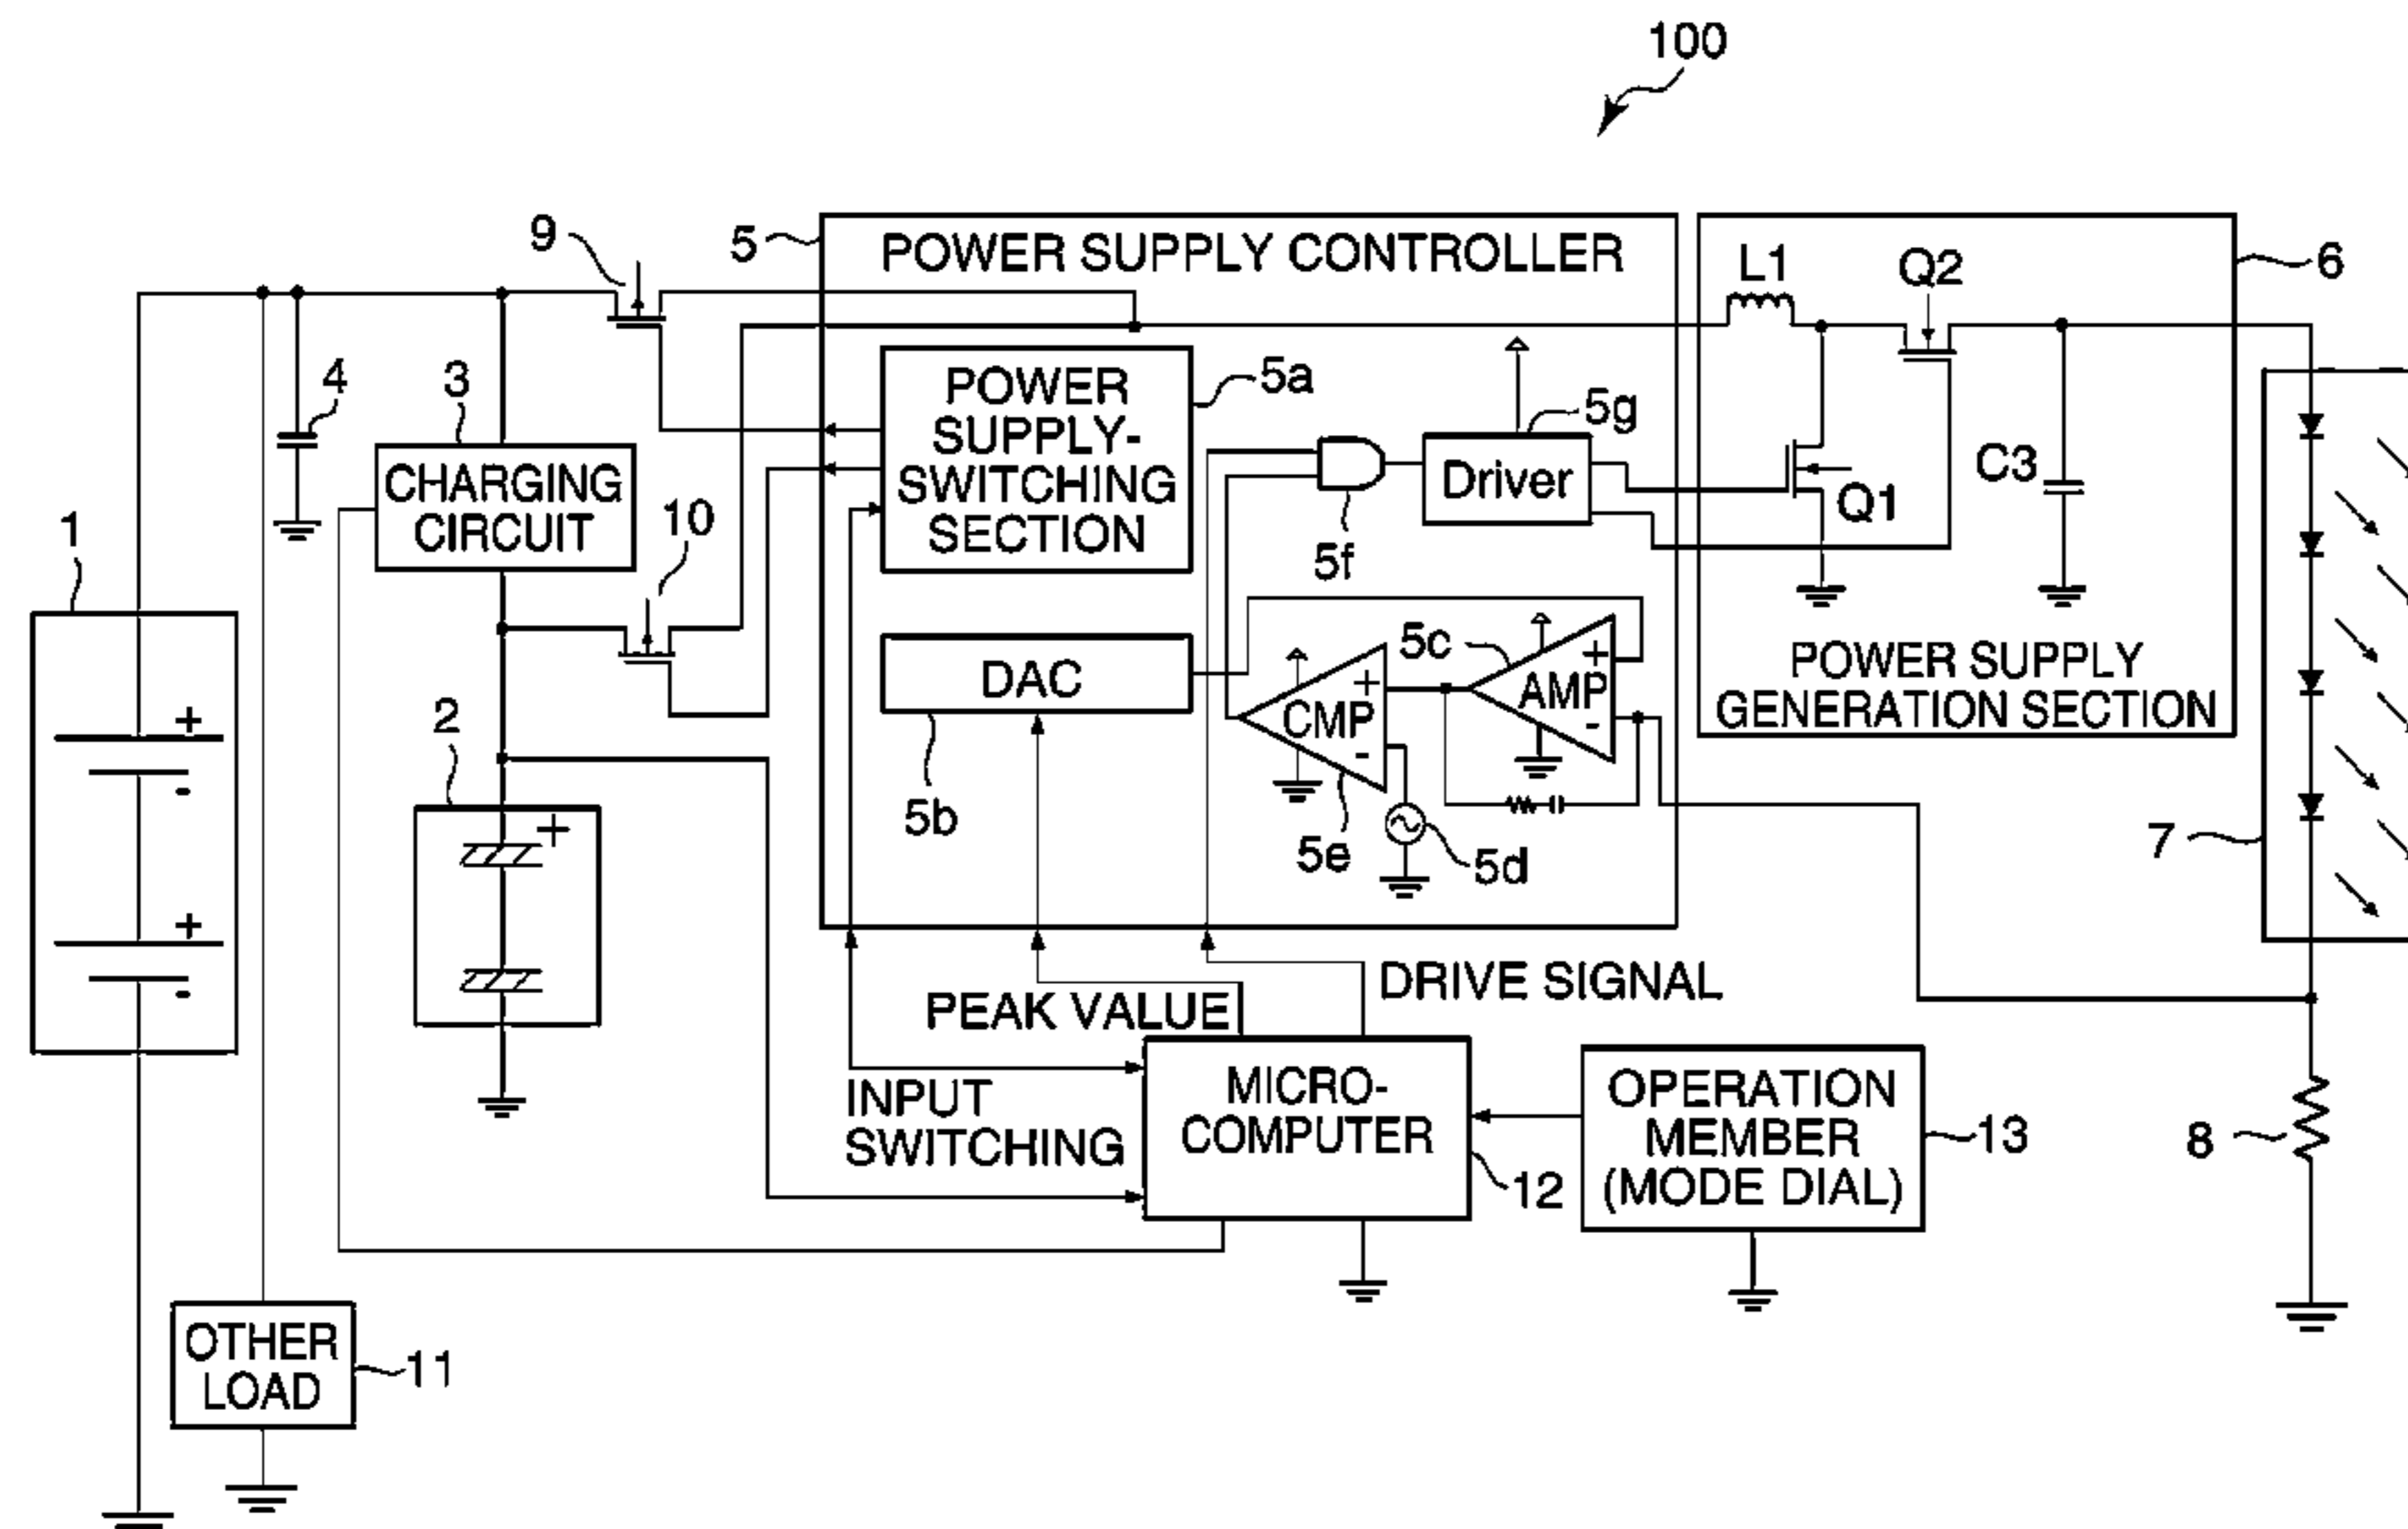 100
9
5
POWER SUPPLY CONTROLLER
L1
Q2
6
4
3
POWER
SUPPLY-
SWITCHING
SECTION
5a
5g
CHARGING
CIRCUIT
Driver
C3
Q1
1
10
5f
DAC
5c
+
AMP
-
+
CMP
-
POWER SUPPLY
GENERATION SECTION
2
+
-
+
5b
5e
5d
7
+
-
PEAK VALUE
DRIVE SIGNAL
INPUT
SWITCHING
MICRO-
COMPUTER
12
OPERATION
MEMBER
(MODE DIAL)
13
8
OTHER
LOAD
11